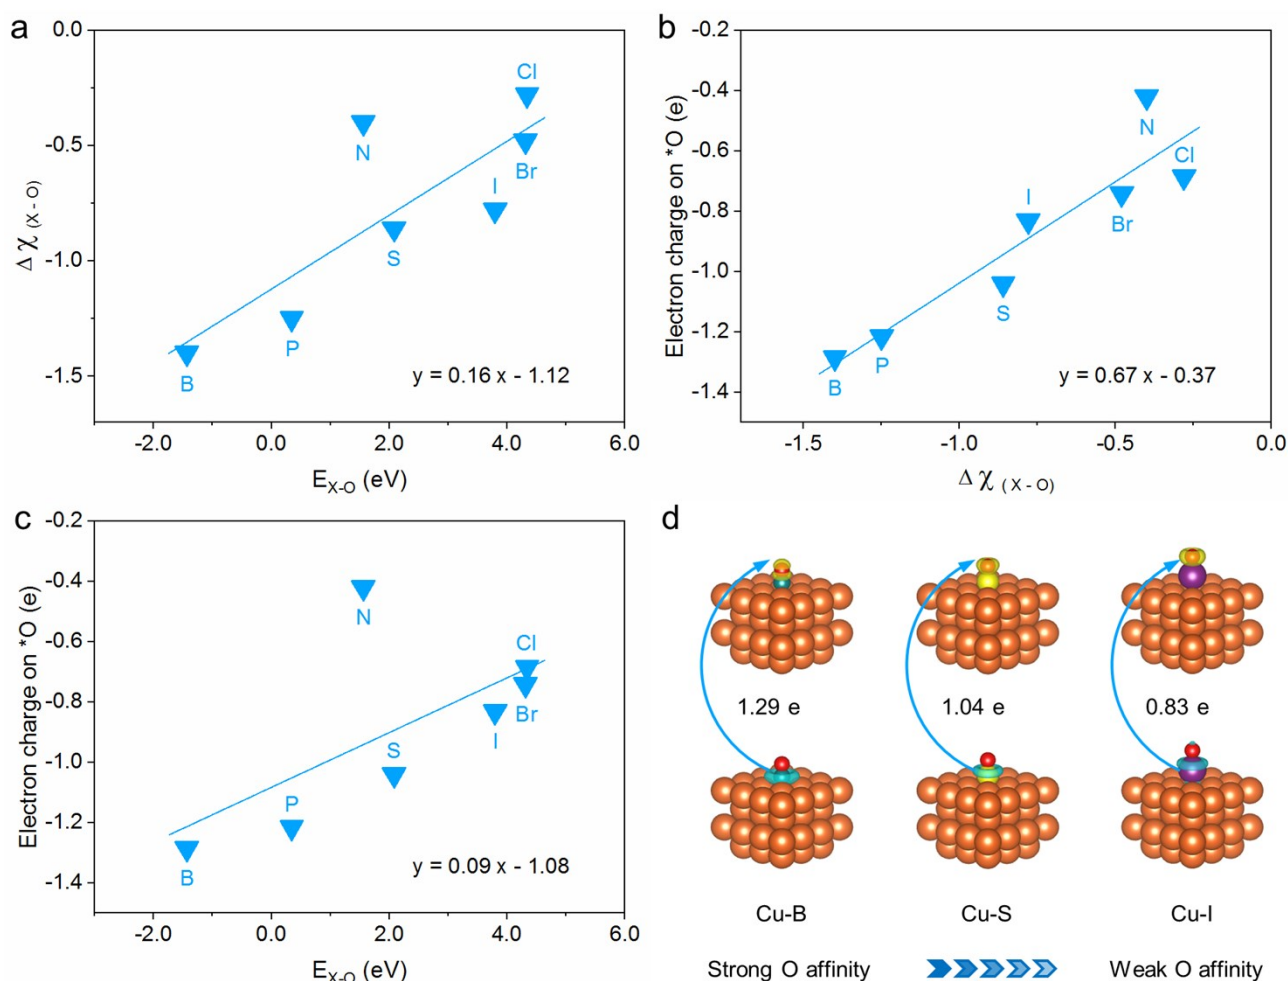 a
0.0
-0.5
-1.0
-1.5
Δ χ (X - O)
Cl
N
Br
I
S
P
B
y = 0.16 x - 1.12
-2.0 0.0 2.0 4.0 6.0
E X-O (eV)
b
-0.2
-0.4
-0.6
-0.8
-1.0
-1.2
-1.4
Electron charge on *O (e)
N
Cl
I
Br
S
P
B
y = 0.67 x - 0.37
-1.5 -1.0 -0.5 0.0
Δ χ (X - O)
c
-0.2
-0.4
-0.6
-0.8
-1.0
-1.2
-1.4
Electron charge on *O (e)
N
Cl
Br
I
S
P
B
y = 0.09 x - 1.08
-2.0 0.0 2.0 4.0 6.0
E X-O (eV)
d
1.29 e 1.04 e 0.83 e
Cu-B Cu-S Cu-I
Strong O affinity Weak O affinity